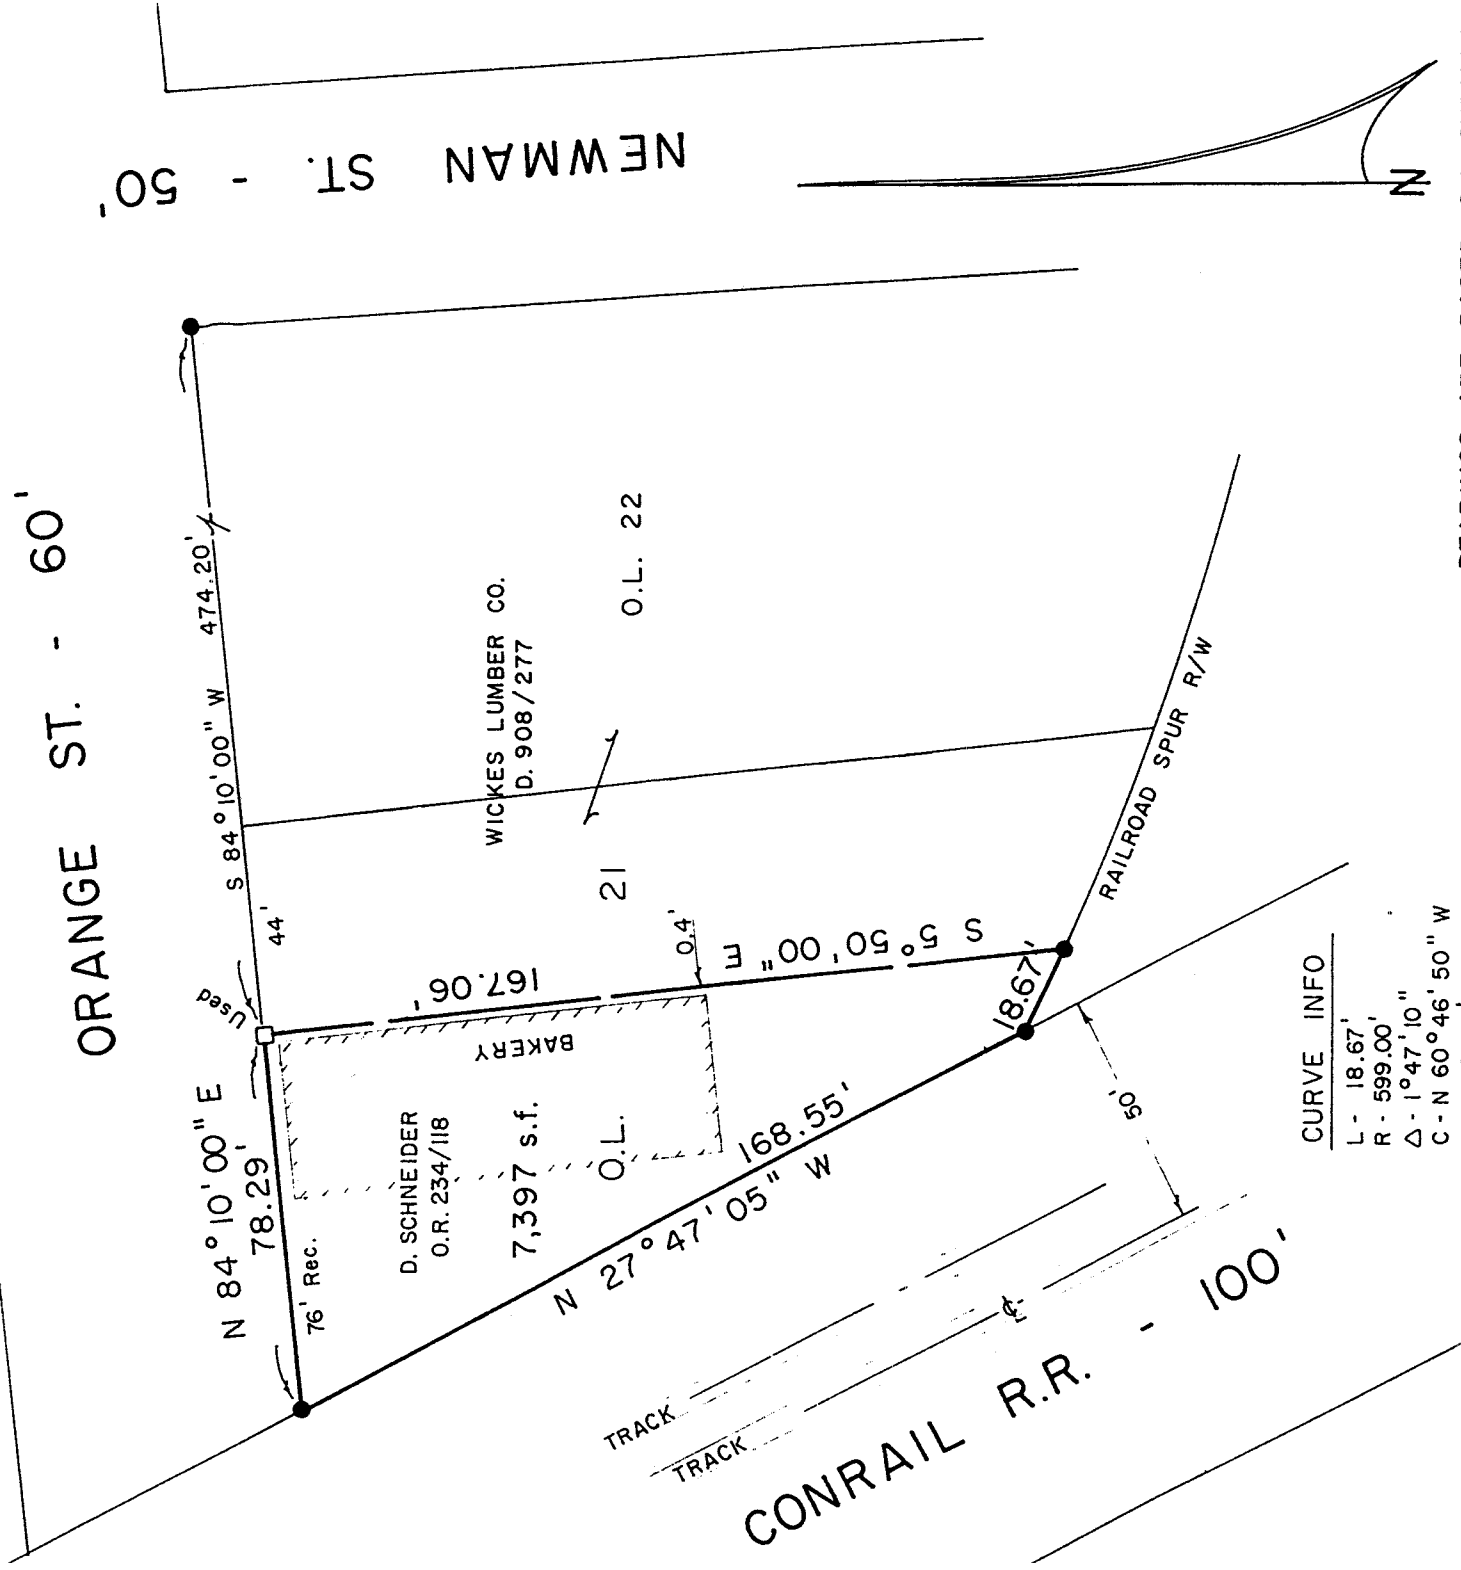 NEWMAN ST. - 50'
N
ORANGE ST. - 60'
S 84°10'00" W 474.20'
44'
Used
N 84°10'00" E
78.29'
76' Rec.
167.06'
S 5°50'00" E
0.4'
BAKERY
D. SCHNEIDER
O.R. 234/118
7,397 s.f.
O.L. 21
WICKES LUMBER CO.
D. 908/277
O.L. 22
RAILROAD SPUR R/W
18.67'
168.55'
N 27°47'05" W
50'
TRACK
TRACK
℄
CONRAIL R.R. - 100'
CURVE INFO
L - 18.67'
R - 599.00'
Δ - 1°47'10"
C - N 60°46'50" W